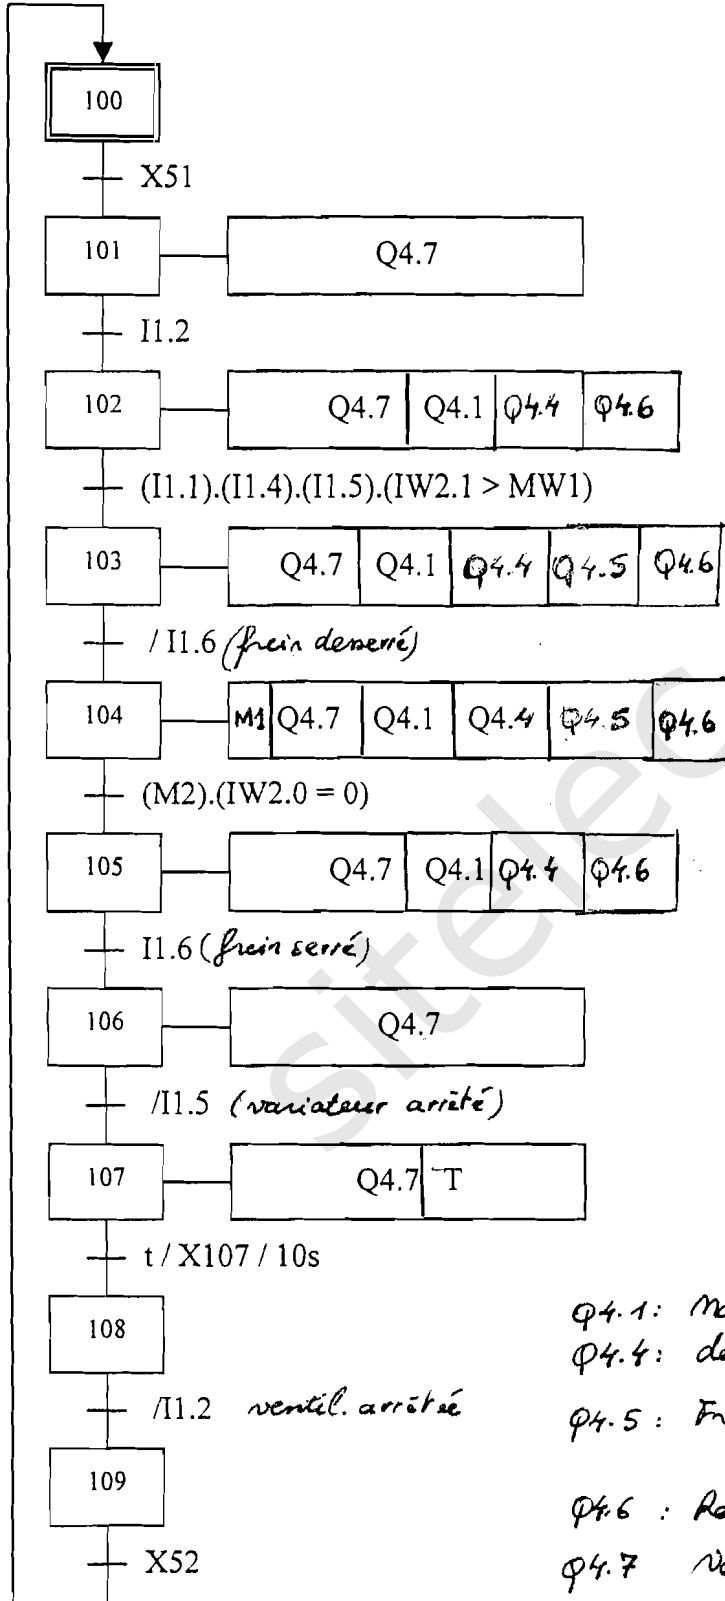 100
X51
101 Q4.7
I1.2
102 Q4.7 Q4.1 Q4.4 Q4.6
(I1.1).(I1.4).(I1.5).(IW2.1 > MW1)
103 Q4.7 Q4.1 Q4.4 Q4.5 Q4.6
/ I1.6 (frein desserré)
104 M1 Q4.7 Q4.1 Q4.4 Q4.5 Q4.6
(M2).(IW2.0 = 0)
105 Q4.7 Q4.1 Q4.4 Q4.6
I1.6 (frein serré)
106 Q4.7
/I1.5 (variateur arrêté)
107 Q4.7 T
t / X107 / 10s
108
Q4.1:
Q4.4:
/I1.2 ventil. arrêtée
Q4.5 :
109
Q4.6 :
X52
Q4.7
sitelec